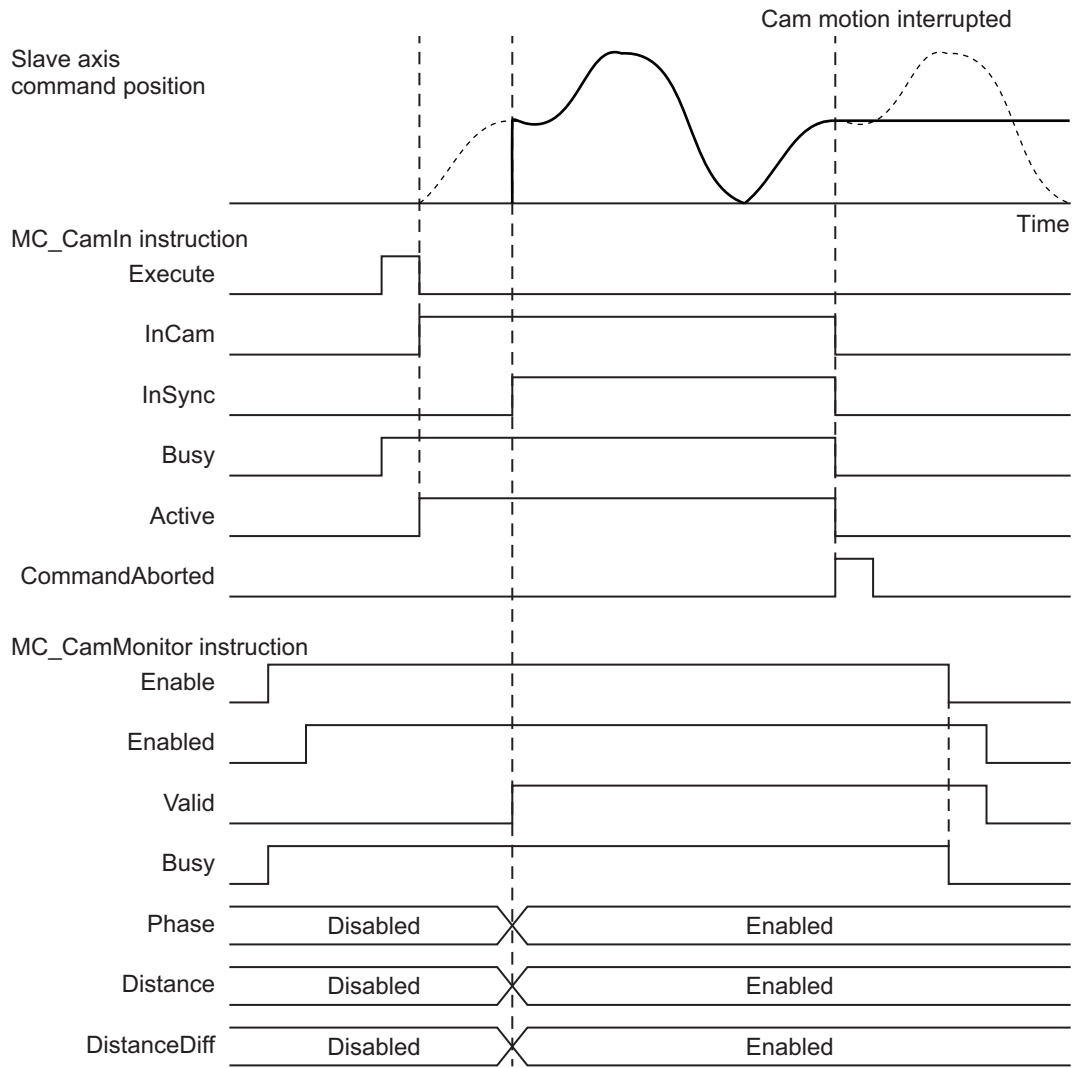 Cam motion interrupted
Slave axis
command position
Time
MC_CamIn instruction
Execute
InCam
InSync
Busy
Active
CommandAborted
MC_CamMonitor instruction
Enable
Enabled
Valid
Busy
Phase Disabled Enabled
Distance Disabled Enabled
DistanceDiff Disabled Enabled